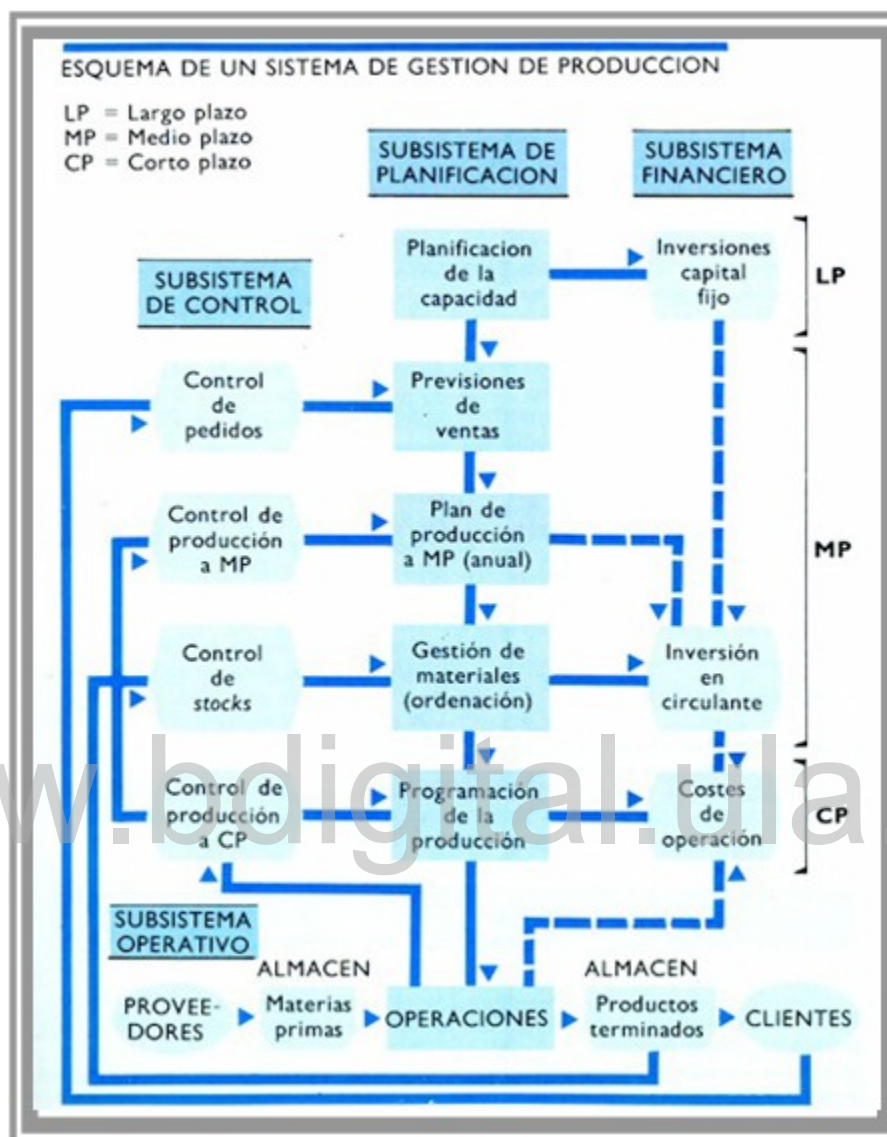 ESQUEMA DE UN SISTEMA DE GESTION DE PRODUCCION
LP = Largo plazo
MP = Medio plazo
CP = Corto plazo
SUBSISTEMA DE
PLANIFICACION
SUBSISTEMA
FINANCIERO
SUBSISTEMA
DE CONTROL
Planificacion
de la
capacidad
Inversiones
capital
fijo
LP
Control
de
pedidos
Previsiones
de
ventas
Control de
producción
a MP
Plan de
producción
a MP (anual)
MP
Control
de
stocks
Gestión de
materiales
(ordenación)
Inversión
en
circulante
w.bdigital.ula
Control de
producción
a CP
Programación
de la
producción
Costes
de
operación
CP
SUBSISTEMA
OPERATIVO
PROVEE-
DORES
ALMACEN
Materias
primas
OPERACIONES
ALMACEN
Productos
terminados
CLIENTES